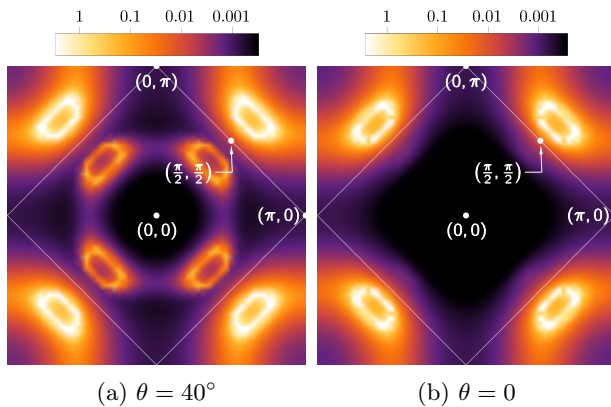 1 0.1 0.01 0.001
1 0.1 0.01 0.001
(0, π) (0, π)
(π/2, π/2) (π/2, π/2)
(π, 0) (π, 0)
(0, 0) (0, 0)
(a) θ = 40° (b) θ = 0